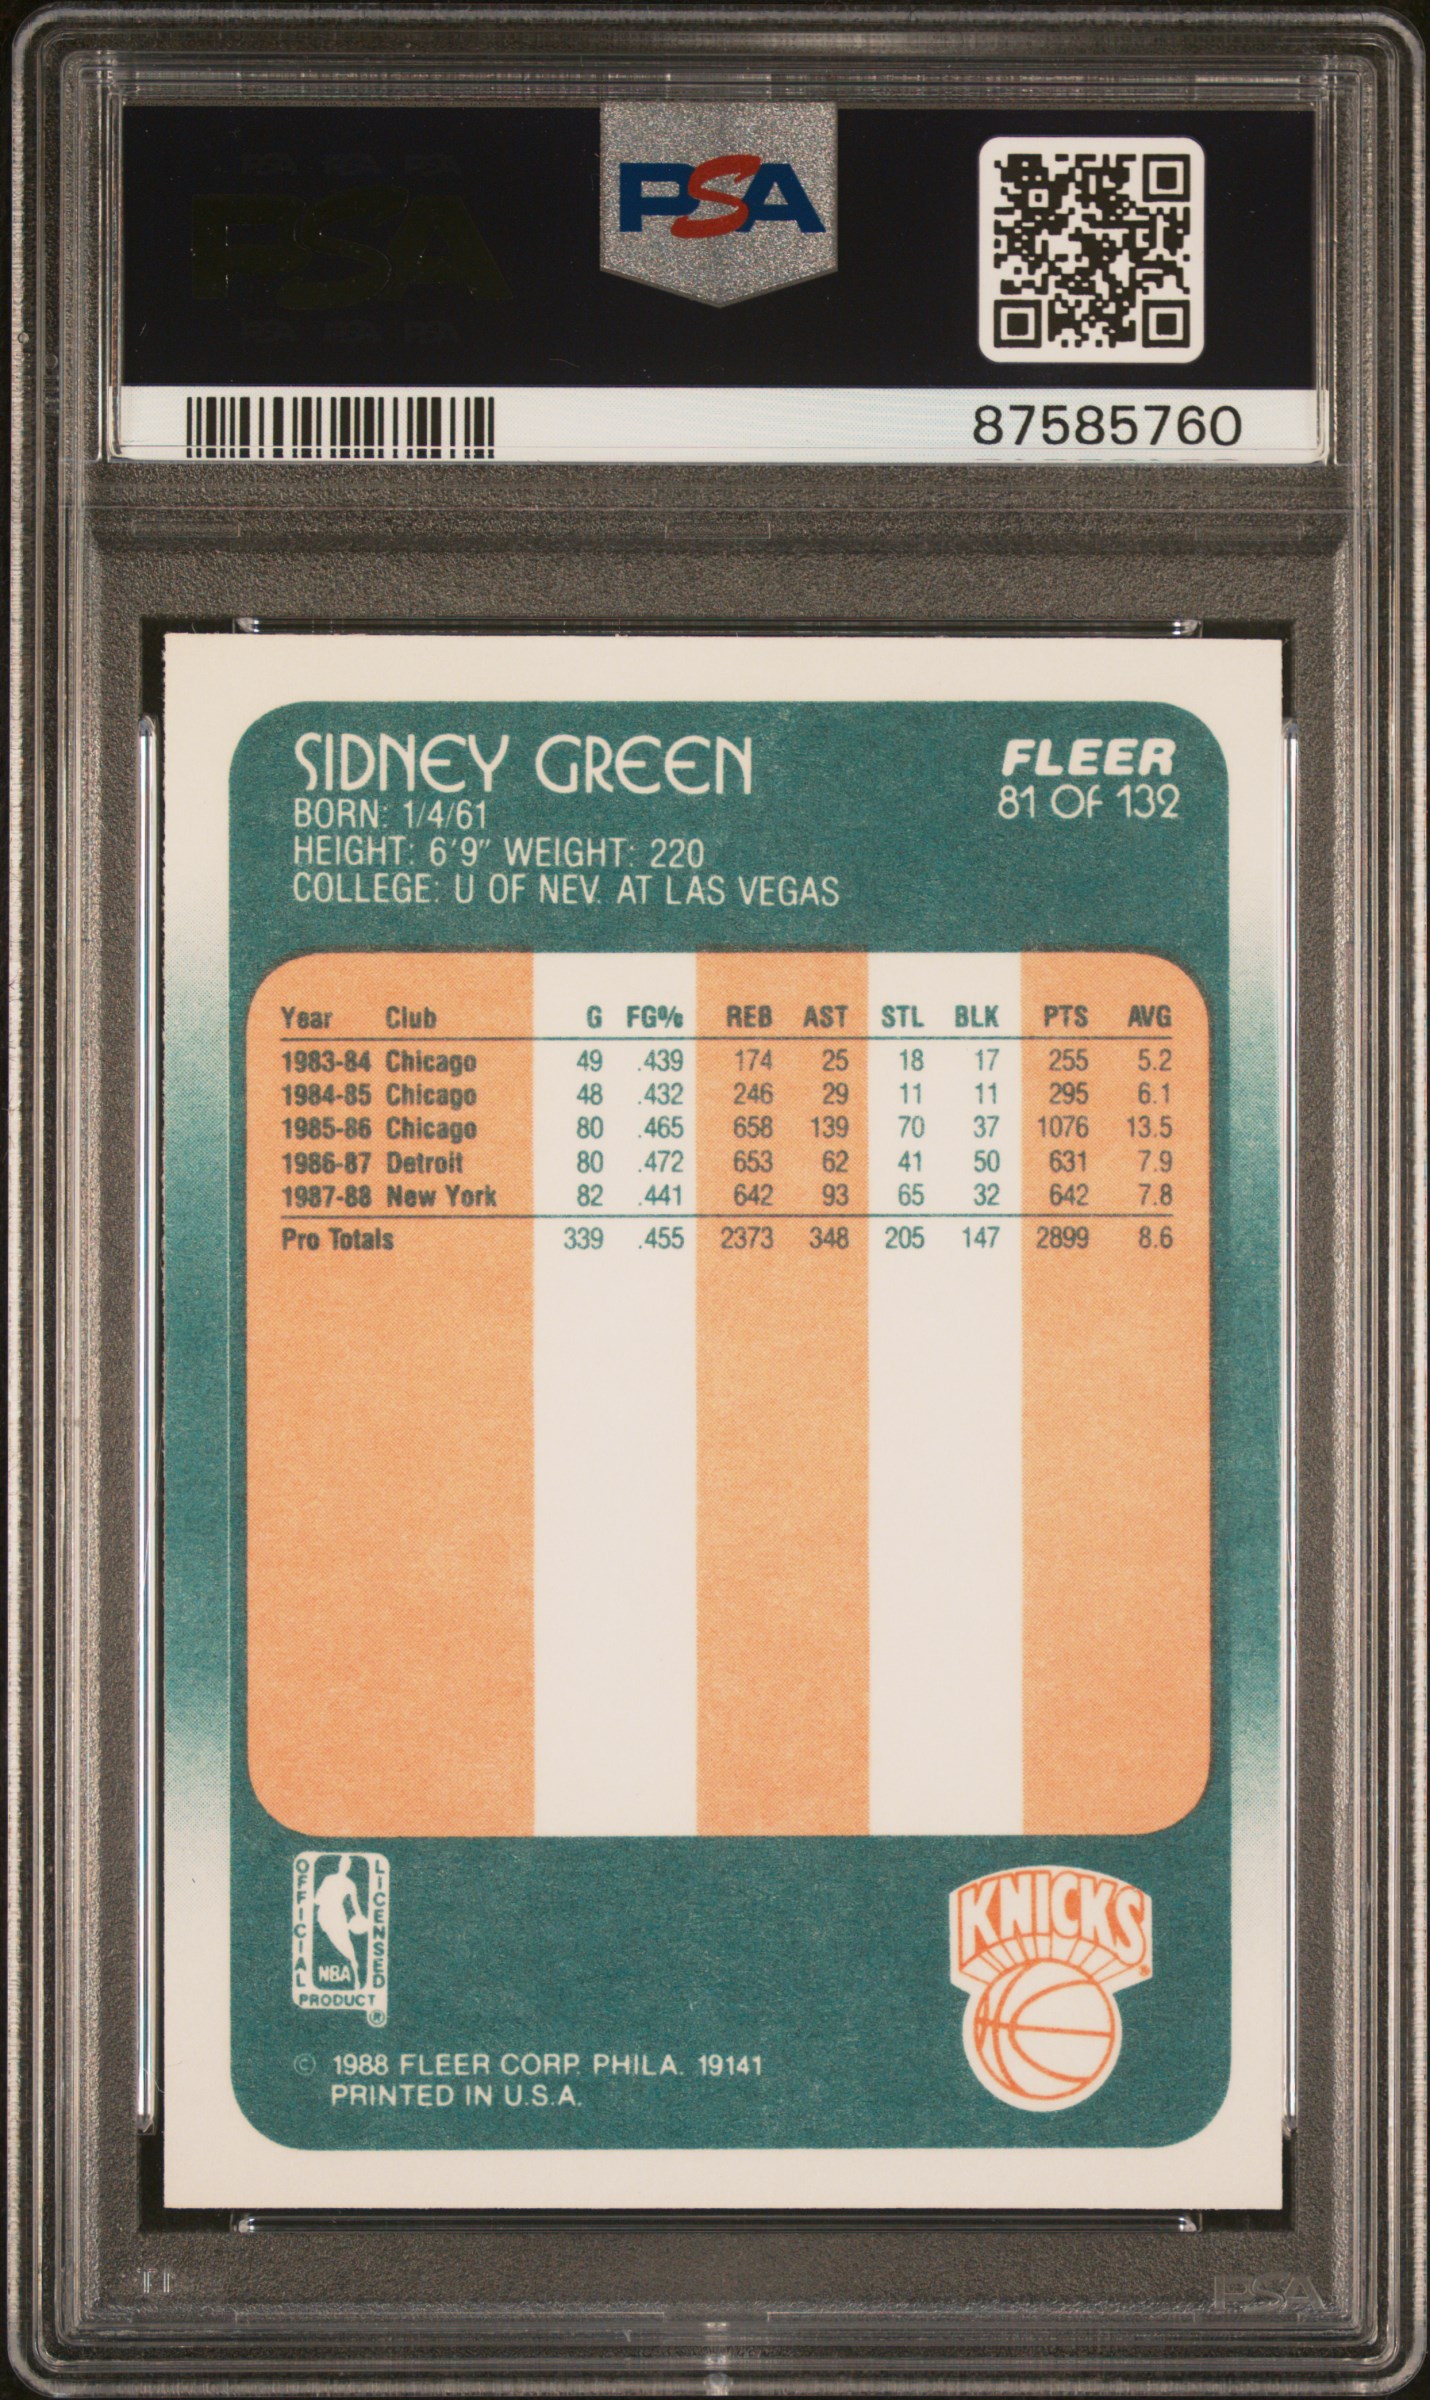 PSA
87585760
SIDNEY GREEN
FLEER
BORN: 1/4/61
81 OF 132
HEIGHT: 6'9" WEIGHT: 220
COLLEGE: U OF NEV. AT LAS VEGAS
Year Club G FG% REB AST STL BLK PTS AVG
1983-84 Chicago 49 .439 174 25 18 17 255 5.2
1984-85 Chicago 48 .432 246 29 11 11 295 6.1
1985-86 Chicago 80 .465 658 139 70 37 1076 13.5
1986-87 Detroit 80 .472 653 62 41 50 631 7.9
1987-88 New York 82 .441 642 93 65 32 642 7.8
Pro Totals 339 .455 2373 348 205 147 2899 8.6
OFFICIAL LICENSED
NBA
PRODUCT ®
KNICKS ®
© 1988 FLEER CORP. PHILA. 19141
PRINTED IN U.S.A.
PSA